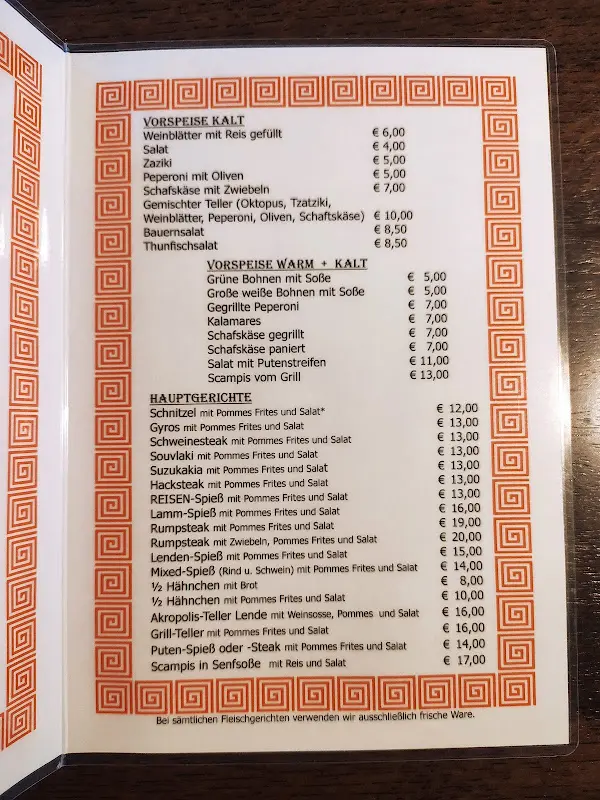 VORSPEISE KALT
Weinblätter mit Reis gefüllt € 6,00
Salat € 4,00
Zaziki € 5,00
Peperoni mit Oliven € 5,00
Schafskäse mit Zwiebeln € 7,00
Gemischter Teller (Oktopus, Tzatziki,
Weinblätter, Peperoni, Oliven, Schaftskäse) € 10,00
Bauernsalat € 8,50
Thunfischsalat € 8,50
VORSPEISE WARM + KALT
Grüne Bohnen mit Soße € 5,00
Große weiße Bohnen mit Soße € 5,00
Gegrillte Peperoni € 7,00
Kalamares € 7,00
Schafskäse gegrillt € 7,00
Schafskäse paniert € 7,00
Salat mit Putenstreifen € 11,00
Scampis vom Grill € 13,00
HAUPTGERICHTE
Schnitzel mit Pommes Frites und Salat* € 12,00
Gyros mit Pommes Frites und Salat € 13,00
Schweinesteak mit Pommes Frites und Salat € 13,00
Souvlaki mit Pommes Frites und Salat € 13,00
Suzukakia mit Pommes Frites und Salat € 13,00
Hacksteak mit Pommes Frites und Salat € 13,00
REISEN-Spieß mit Pommes Frites und Salat € 13,00
Lamm-Spieß mit Pommes Frites und Salat € 16,00
Rumpsteak mit Pommes Frites und Salat € 19,00
Rumpsteak mit Zwiebeln, Pommes Frites und Salat € 20,00
Lenden-Spieß mit Pommes Frites und Salat € 15,00
Mixed-Spieß (Rind u. Schwein) mit Pommes Frites und Salat € 14,00
½ Hähnchen mit Brot € 8,00
½ Hähnchen mit Pommes Frites und Salat € 10,00
Akropolis-Teller Lende mit Weinsosse, Pommes und Salat € 16,00
Grill-Teller mit Pommes Frites und Salat € 16,00
Puten-Spieß oder -Steak mit Pommes Frites und Salat € 14,00
Scampis in Senfsoße mit Reis und Salat € 17,00
Bei sämtlichen Fleischgerichten verwenden wir ausschließlich frische Ware.